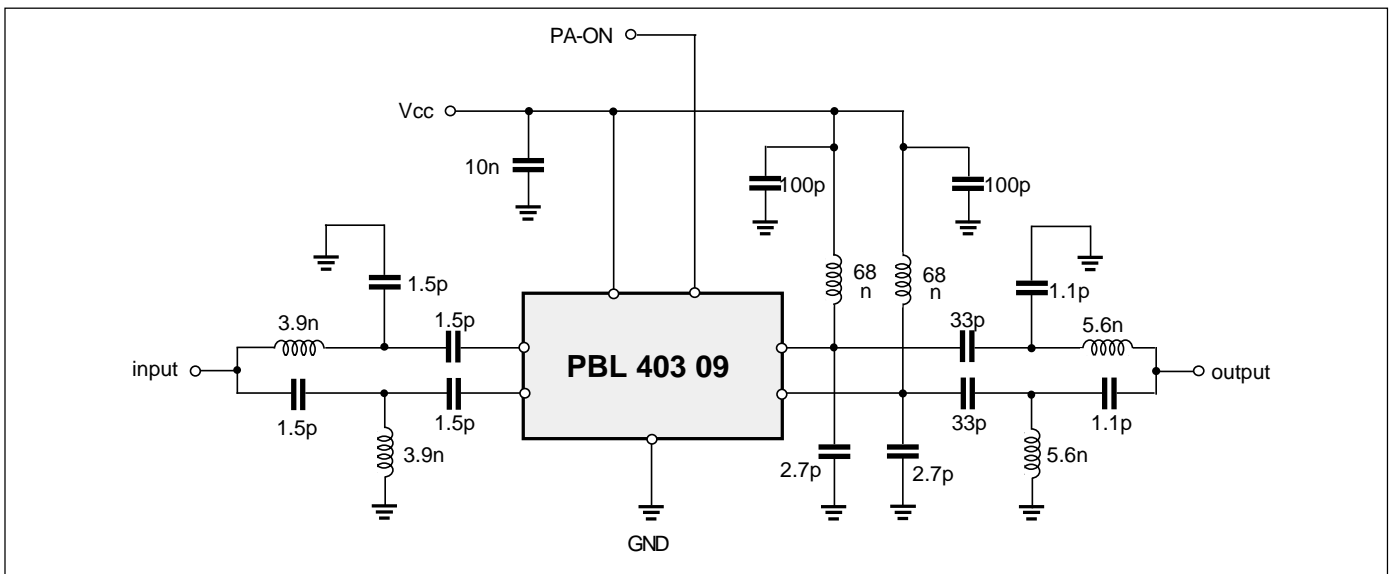 PA-ON
Vcc
10n
100p
100p
68
n
68
n
1.5p
1.1p
3.9n
1.5p
33p
5.6n
input
PBL 403 09
output
1.5p
1.5p
33p
1.1p
3.9n
2.7p
2.7p
5.6n
GND